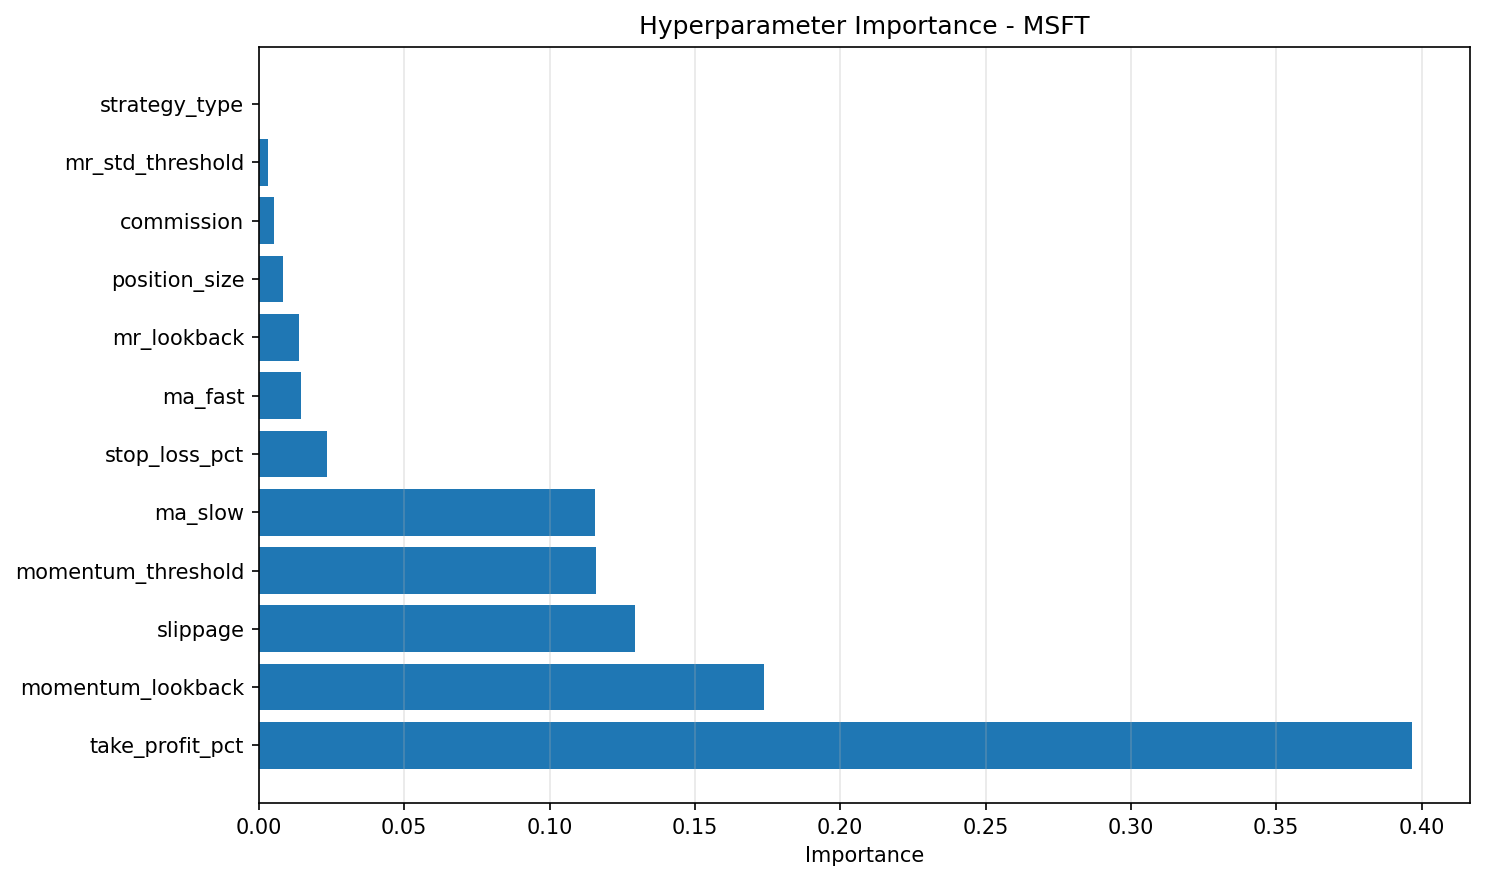 Hyperparameter Importance - MSFT
strategy_type
mr_std_threshold
commission
position_size
mr_lookback
ma_fast
stop_loss_pct
ma_slow
momentum_threshold
slippage
momentum_lookback
take_profit_pct
0.00 0.05 0.10 0.15 0.20 0.25 0.30 0.35 0.40
Importance